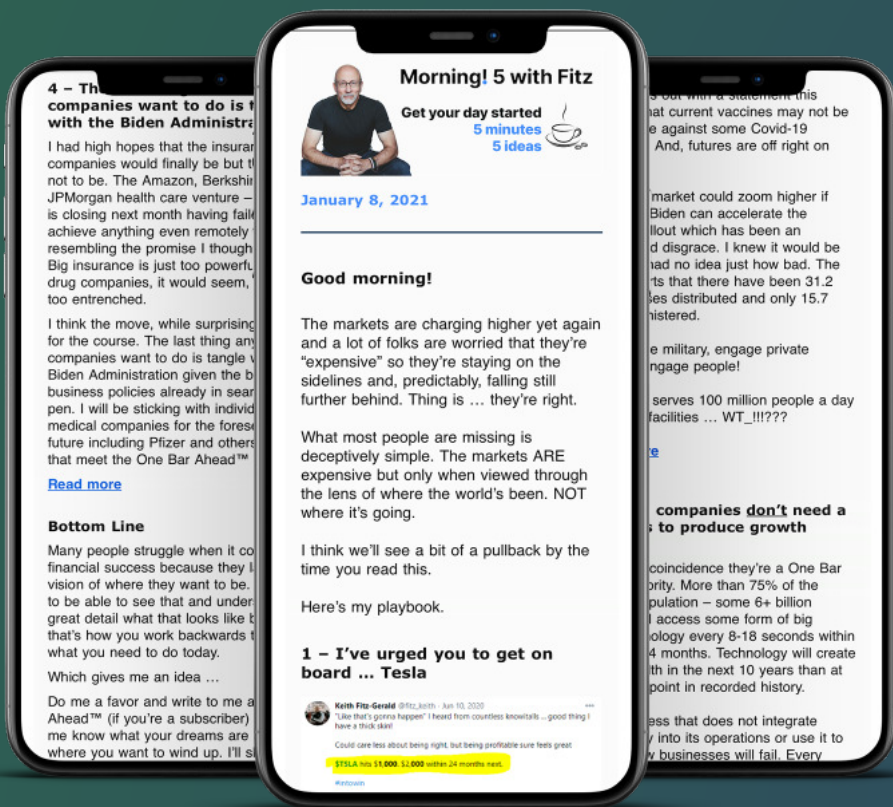 4 – Th
companies want to do is t
with the Biden Administra
I had high hopes that the insuran
companies would finally be but t
not to be. The Amazon, Berkshir
JPMorgan health care venture –
is closing next month having faile
achieve anything even remotely
resembling the promise I though
Big insurance is just too powerfu
drug companies, it would seem,
too entrenched.
I think the move, while surprising
for the course. The last thing any
companies want to do is tangle
Biden Administration given the b
business policies already in sear
pen. I will be sticking with individ
medical companies for the forese
future including Pfizer and others
that meet the One Bar Ahead™
Read more
Bottom Line
Many people struggle when it co
financial success because they l
vision of where they want to be.
to be able to see that and under
great detail what that looks like b
that's how you work backwards t
what you need to do today.
Which gives me an idea ...
Do me a favor and write to me a
Ahead™ (if you're a subscriber)
me know what your dreams are
where you want to wind up. I'll s
Morning! 5 with Fitz
Get your day started
5 minutes
5 ideas
January 8, 2021
Good morning!
The markets are charging higher yet again
and a lot of folks are worried that they're
“expensive” so they're staying on the
sidelines and, predictably, falling still
further behind. Thing is ... they're right.
What most people are missing is
deceptively simple. The markets ARE
expensive but only when viewed through
the lens of where the world's been. NOT
where it's going.
I think we'll see a bit of a pullback by the
time you read this.
Here's my playbook.
1 – I've urged you to get on
board ... Tesla
Keith Fitz-Gerald @fitz_keith · Jun 10, 2020
"Like that's gonna happen" I heard from countless knowitalls ... good thing I
have a thick skin!
Could care less about being right, but being profitable sure feels great
$TSLA hits $1,000. $2,000 within 24 months next.
#intowin
s out with a statement this
hat current vaccines may not be
e against some Covid-19
And, futures are off right on
market could zoom higher if
Biden can accelerate the
llout which has been an
d disgrace. I knew it would be
had no idea just how bad. The
rts that there have been 31.2
ses distributed and only 15.7
nistered.
e military, engage private
ngage people!
serves 100 million people a day
facilities ... WT_!!!???
e
companies don't need a
s to produce growth
coincidence they're a One Bar
ority. More than 75% of the
pulation – some 6+ billion
l access some form of big
nology every 8-18 seconds within
4 months. Technology will create
lth in the next 10 years than at
point in recorded history.
ess that does not integrate
y into its operations or use it to
w businesses will fail. Every